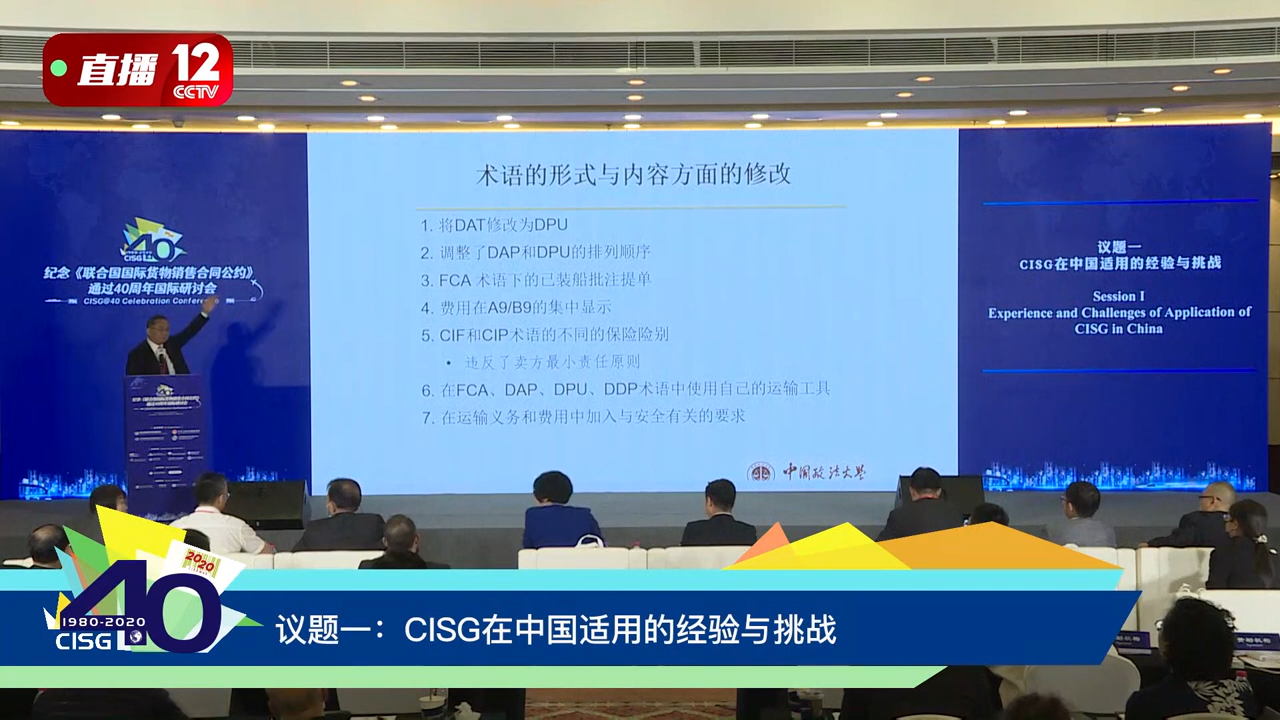 直播 12
CCTV
术语的形式与内容方面的修改
1. 将DAT修改为DPU
2. 调整了DAP和DPU的排列顺序
3. FCA 术语下的已装船批注提单
4. 费用在A9/B9的集中显示
5. CIF和CIP术语的不同的保险险别
• 违反了卖方最小责任原则
6. 在FCA、DAP、DPU、DDP术语中使用自己的运输工具
7. 在运输义务和费用中加入与安全有关的要求
中国政法大学
40
CISG
纪念《联合国国际货物销售合同公约》
通过40周年国际研讨会
CISG@40 Celebration
议题一
CISG在中国适用的经验与挑战
Session I
Experience and Challenges of Application of
CISG in China
2020
40
1980-2020
CISG
议题一：CISG在中国适用的经验与挑战